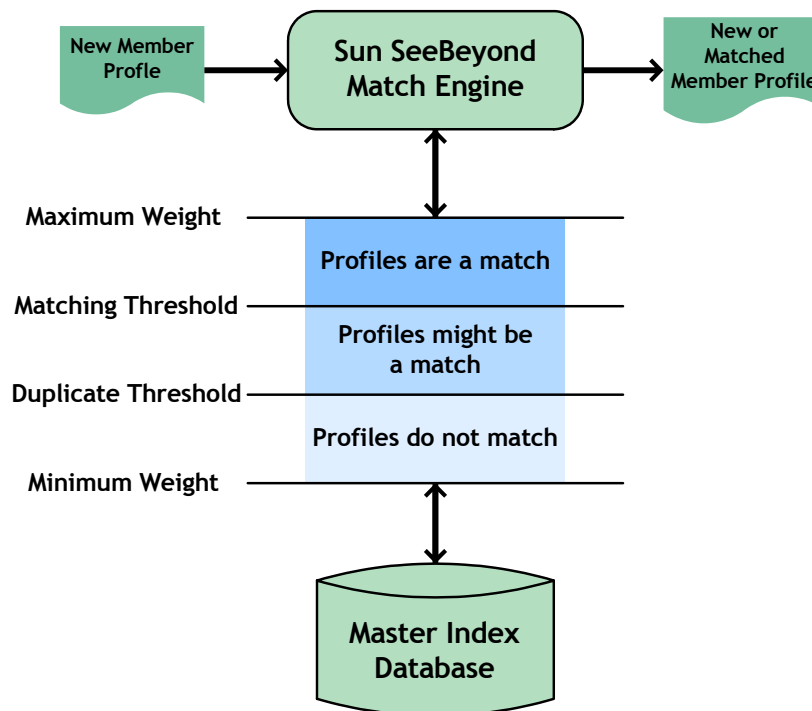 New Member
Profle
Sun SeeBeyond
Match Engine
New or
Matched
Member Profile
Maximum Weight
Profiles are a match
Matching Threshold
Profiles might be
a match
Duplicate Threshold
Profiles do not match
Minimum Weight
Master Index
Database